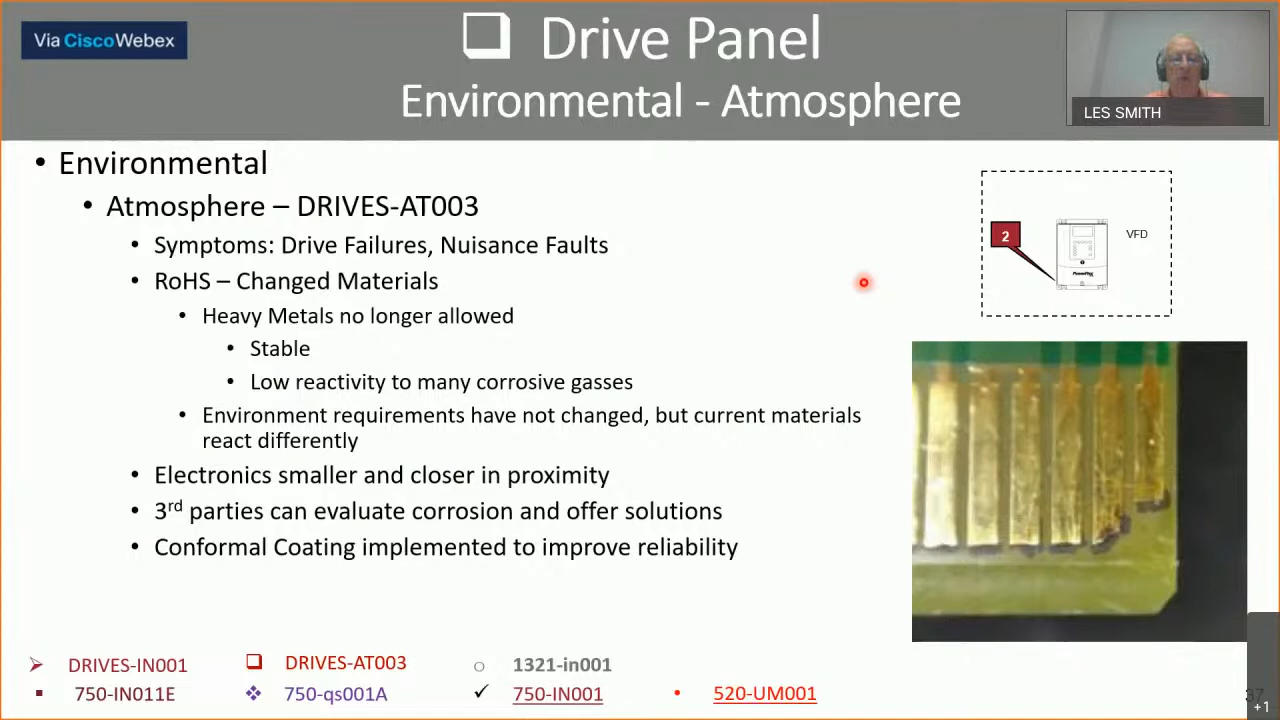 Via CiscoWebex
Drive Panel
Environmental - Atmosphere
LES SMITH
• Environmental
• Atmosphere – DRIVES-AT003
• Symptoms: Drive Failures, Nuisance Faults
• RoHS – Changed Materials
• Heavy Metals no longer allowed
• Stable
• Low reactivity to many corrosive gasses
• Environment requirements have not changed, but current materials
react differently
• Electronics smaller and closer in proximity
• 3rd parties can evaluate corrosion and offer solutions
• Conformal Coating implemented to improve reliability
2
VFD
PowerFlex
DRIVES-IN001
DRIVES-AT003
1321-in001
750-IN011E
750-qs001A
750-IN001
520-UM001
37
+1